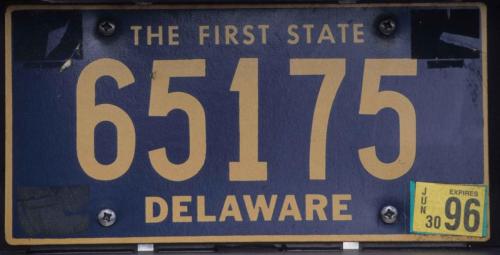 THE FIRST STATE
65175
DELAWARE
JUN
30
EXPIRES
96